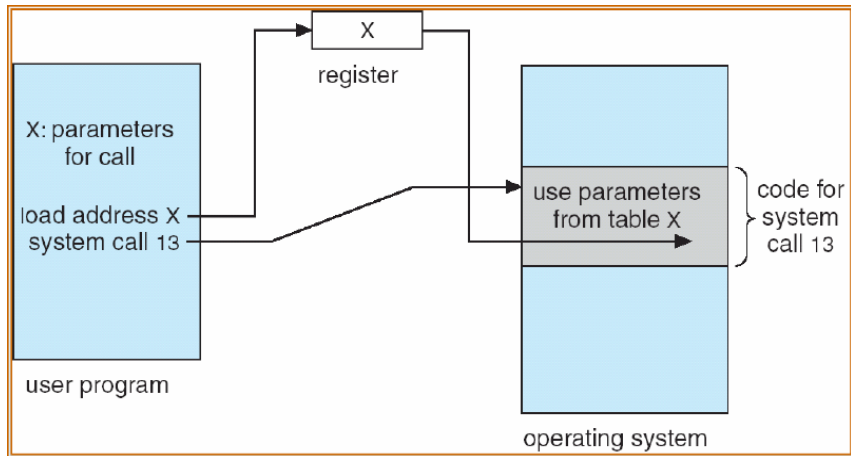 X
register
X: parameters
for call
load address X
system call 13
user program
use parameters
from table X
code for
system
call 13
operating system